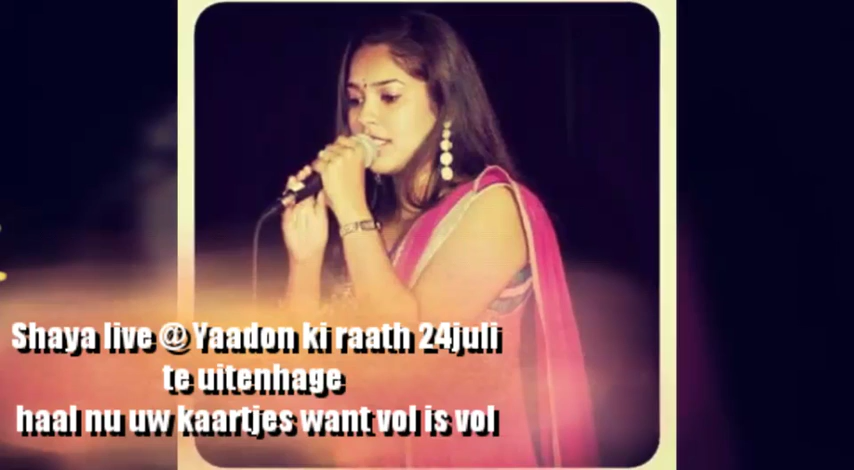 Shaya live @ Yaadon ki raath 24juli
te uitenhage
haal nu uw kaartjes want vol is vol